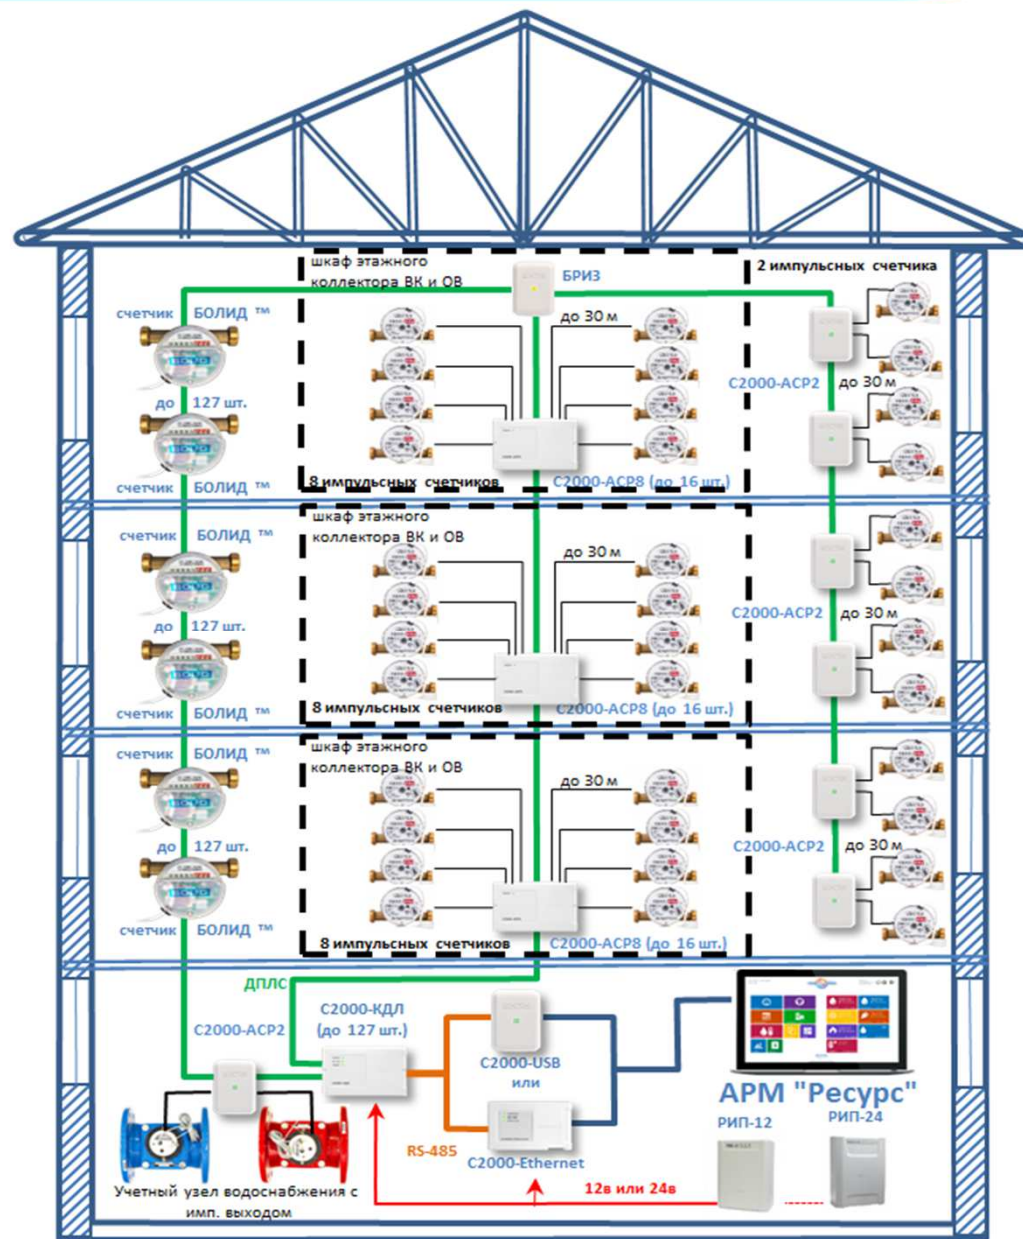 шкаф этажного
коллектора ВК и ОВ
БРИЗ
2 импульсных счетчика
счетчик БОЛИД ™
до 30 м
С2000-АСР2 до 30 м
до 127 шт.
счетчик БОЛИД ™
8 импульсных счетчиков
С2000-АСР8 (до 16 шт.)
шкаф этажного
коллектора ВК и ОВ
счетчик БОЛИД ™
до 30 м
С2000-АСР2 до 30 м
до 127 шт.
счетчик БОЛИД ™
8 импульсных счетчиков
С2000-АСР8 (до 16 шт.)
шкаф этажного
коллектора ВК и ОВ
счетчик БОЛИД ™
до 30 м
С2000-АСР2 до 30 м
до 127 шт.
счетчик БОЛИД ™
8 импульсных счетчиков
С2000-АСР8 (до 16 шт.)
ДПЛС
С2000-АСР2
С2000-КДЛ
(до 127 шт.)
С2000-USB
или
С2000-Ethernet
RS-485
АРМ "Ресурс"
РИП-12
РИП-24
12в или 24в
Учетный узел водоснабжения с
имп. выходом